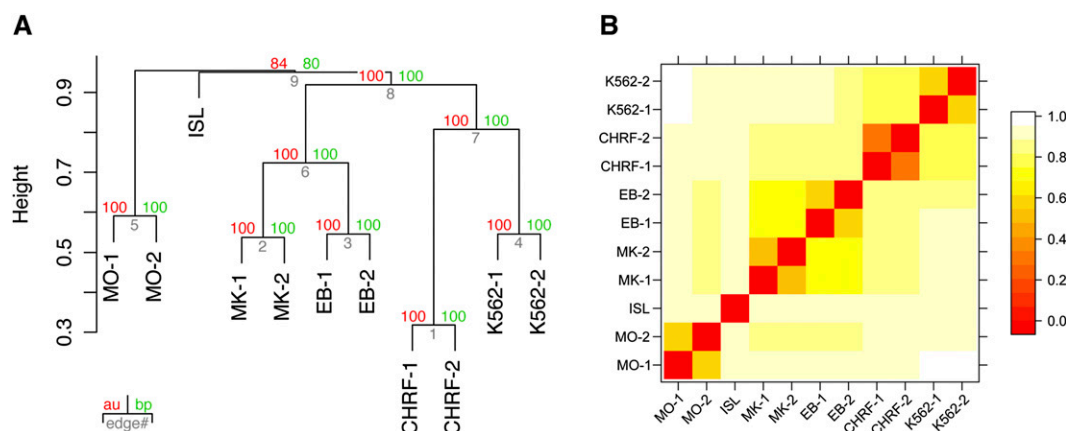 A
B
Height
0.9
0.7
0.5
0.3
84 80
9
100 100
8
100 100
7
100 100
6
100 100
5
100 100
2
100 100
3
100 100
4
100 100
1
ISL
MO-1
MO-2
MK-1
MK-2
EB-1
EB-2
K562-1
K562-2
CHRF-1
CHRF-2
au bp
edge#
K562-2
K562-1
CHRF-2
CHRF-1
EB-2
EB-1
MK-2
MK-1
ISL
MO-2
MO-1
MO-1
MO-2
ISL
MK-1
MK-2
EB-1
EB-2
CHRF-1
CHRF-2
K562-1
K562-2
1.0
0.8
0.6
0.4
0.2
0.0